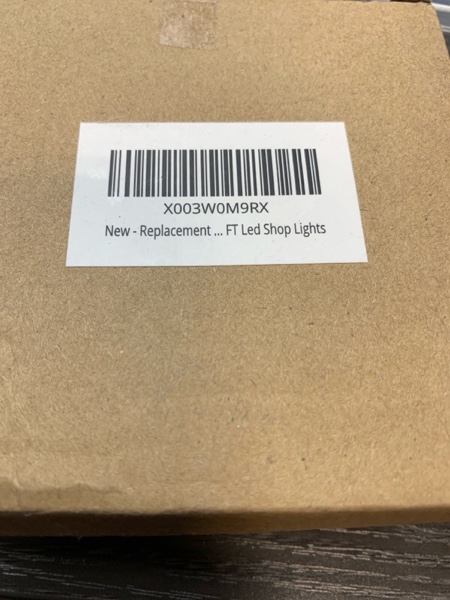 X003W0M9RX
New - Replacement ... FT Led Shop Lights